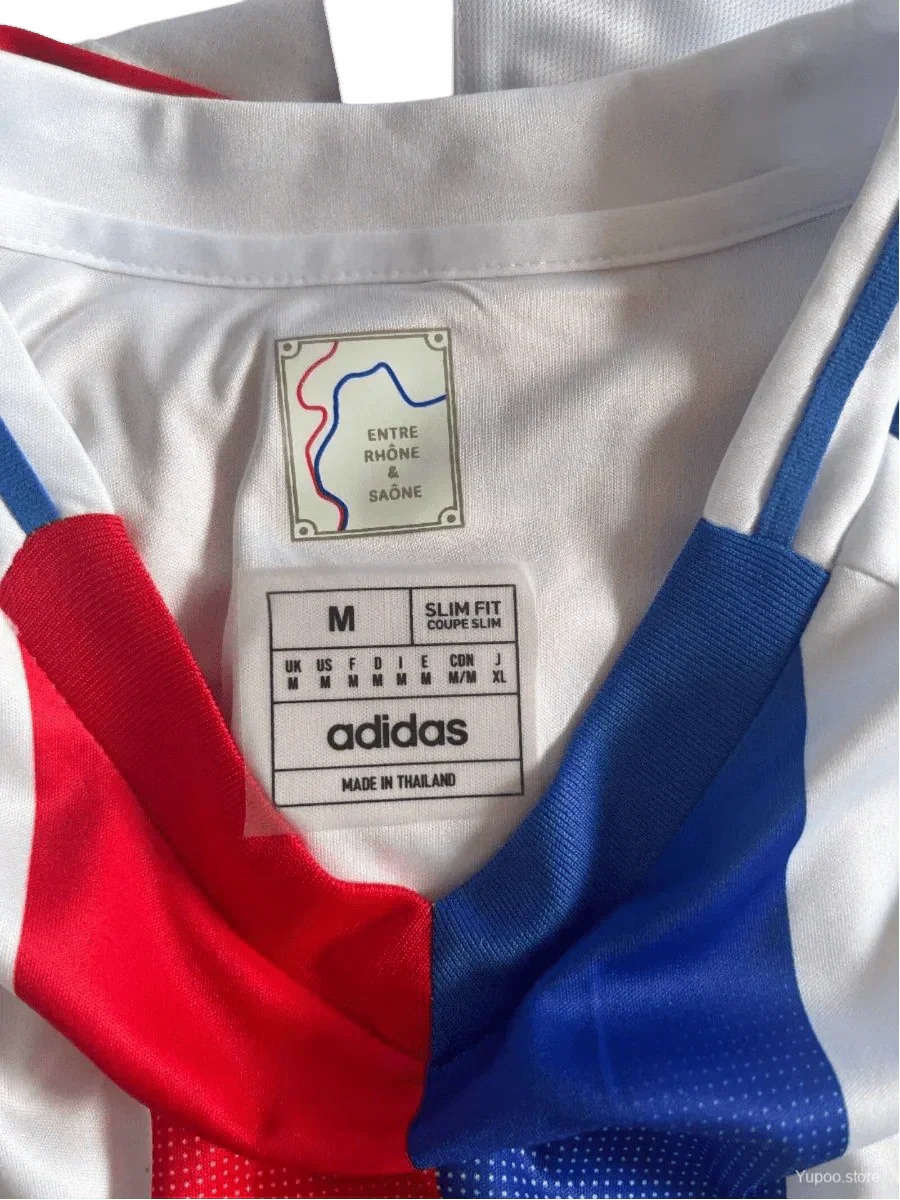 ENTRE
RHÔNE
&
SAÔNE
M
SLIM FIT
COUPE SLIM
UK US F D I E CDN J
M M M M M M M/M XL
adidas
MADE IN THAILAND
Yupoo.store